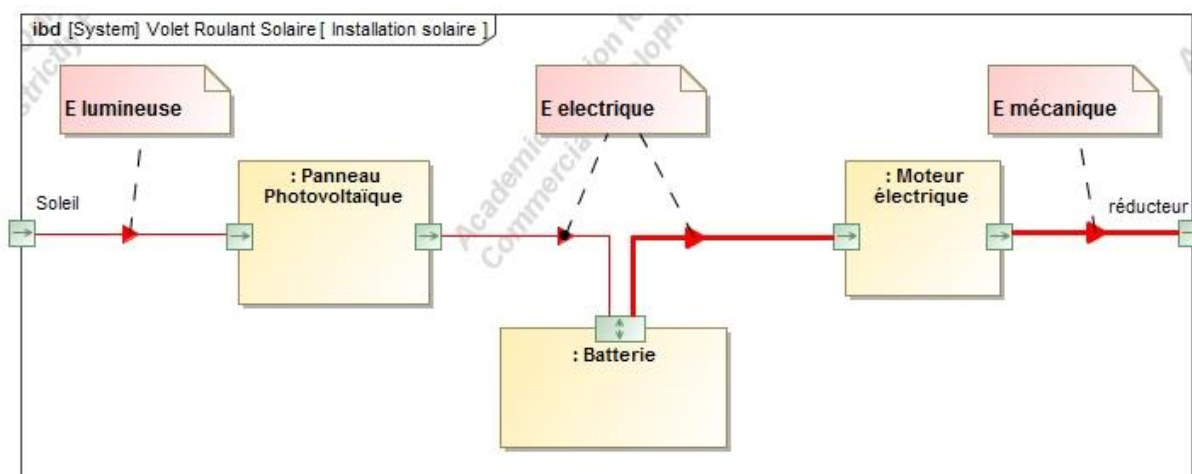 ibd [System] Volet Roulant Solaire [ Installation solaire ]
E lumineuse
E electrique
E mécanique
: Panneau
Photovoltaïque
: Moteur
électrique
Soleil
réducteur
: Batterie